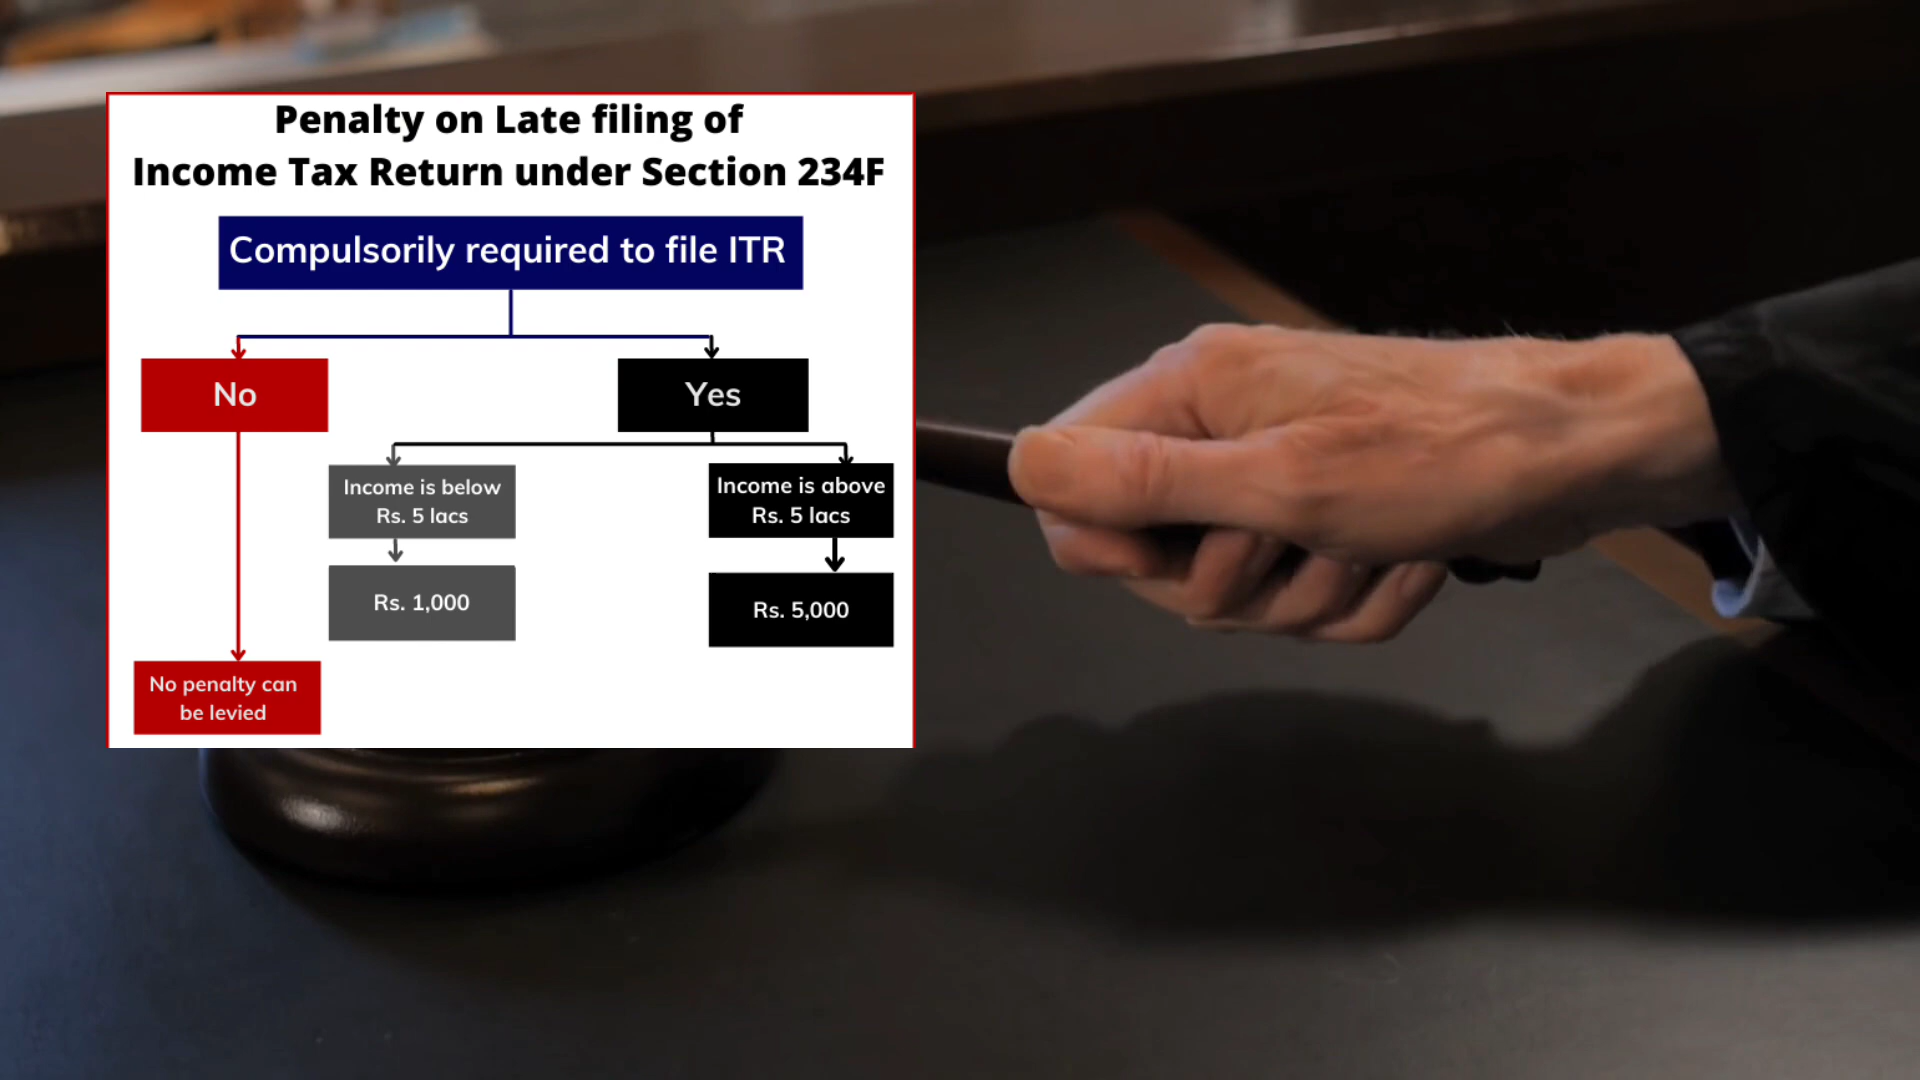 Penalty on Late filing of
Income Tax Return under Section 234F
Compulsorily required to file ITR
No
Yes
Income is below
Rs. 5 lacs
Income is above
Rs. 5 lacs
Rs. 1,000
Rs. 5,000
No penalty can
be levied